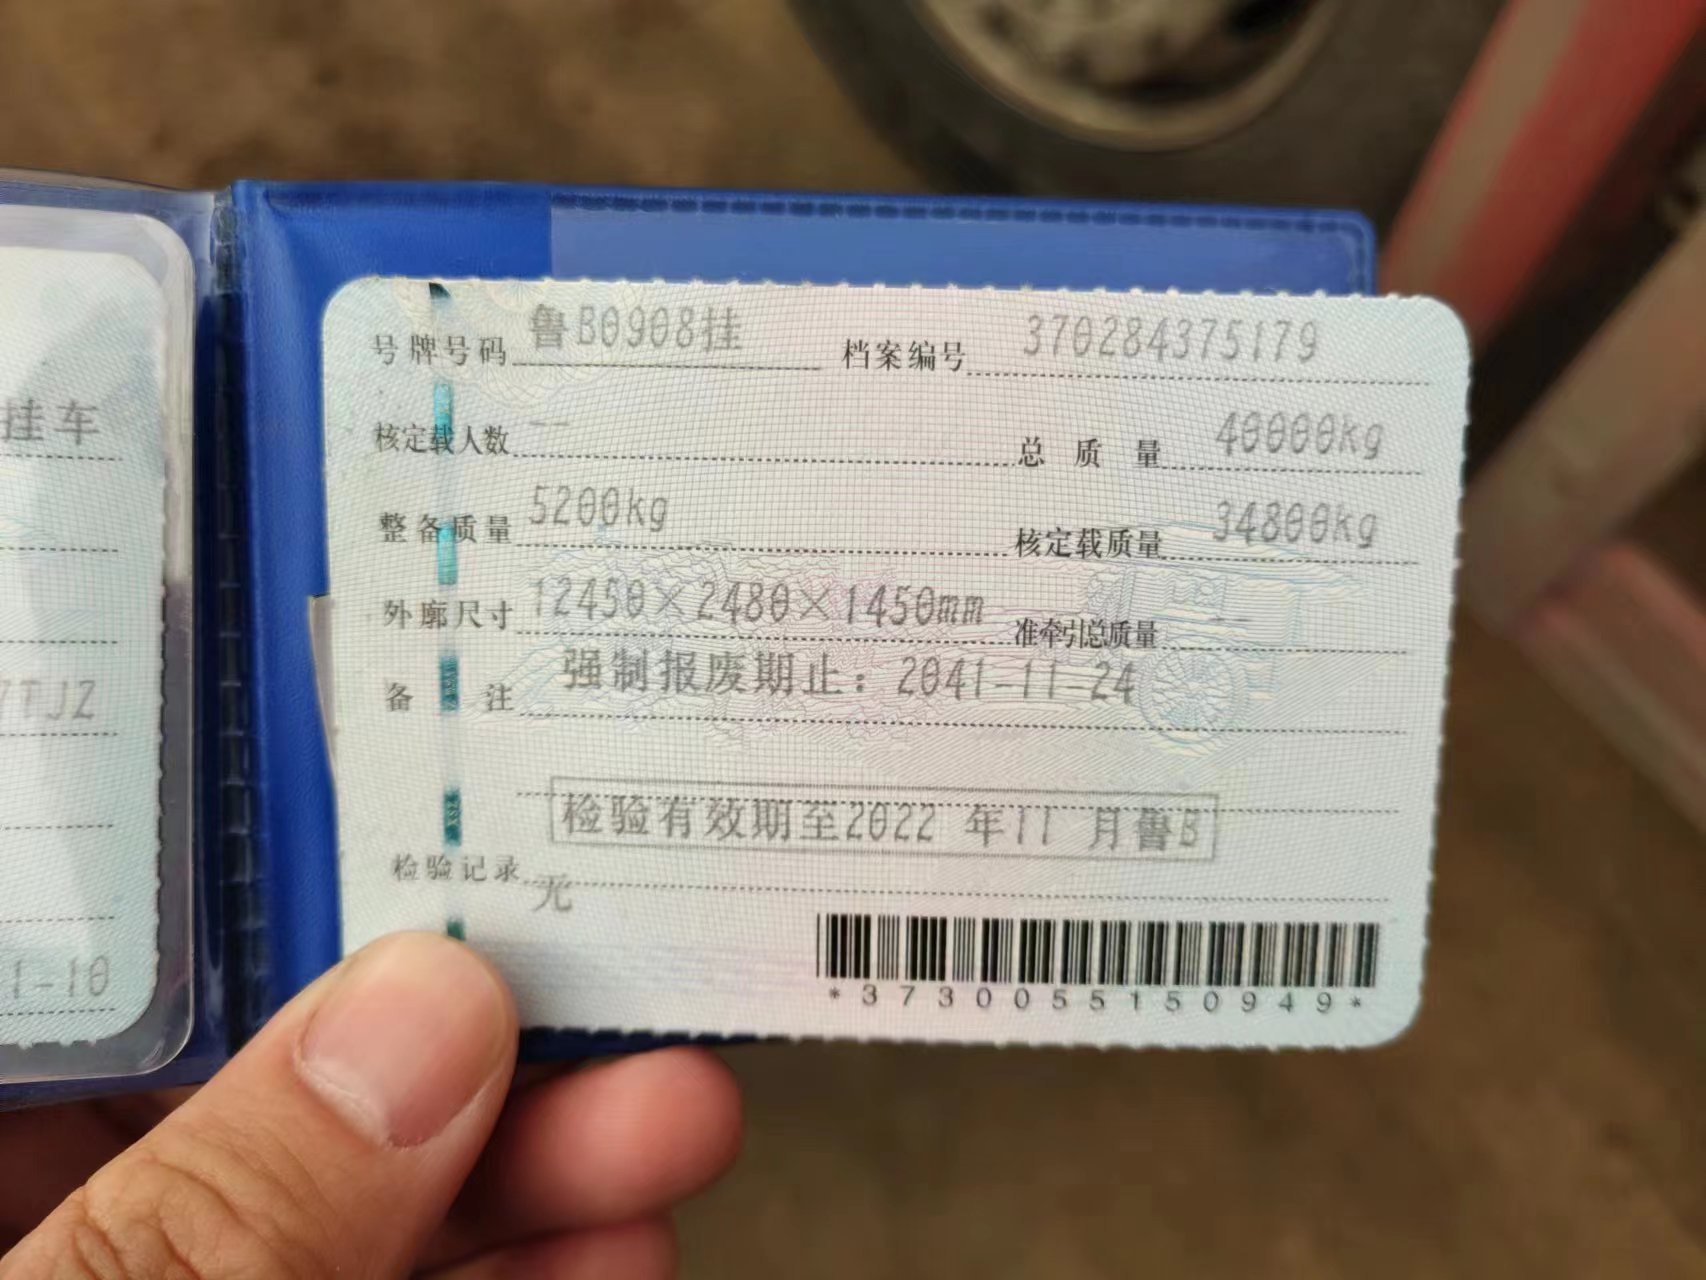 挂车
7TJZ
1-10
号牌号码 鲁B0908挂 档案编号 370284375179
核定载人数 -- 总质量 40000kg
整备质量 5200kg 核定载质量 34800kg
外廓尺寸 12450×2480×1450mm 准牵引总质量 --
备注 强制报废期止：2041-11-24
检验有效期至2022 年11 月鲁B
检验记录 无
*3730055150949*